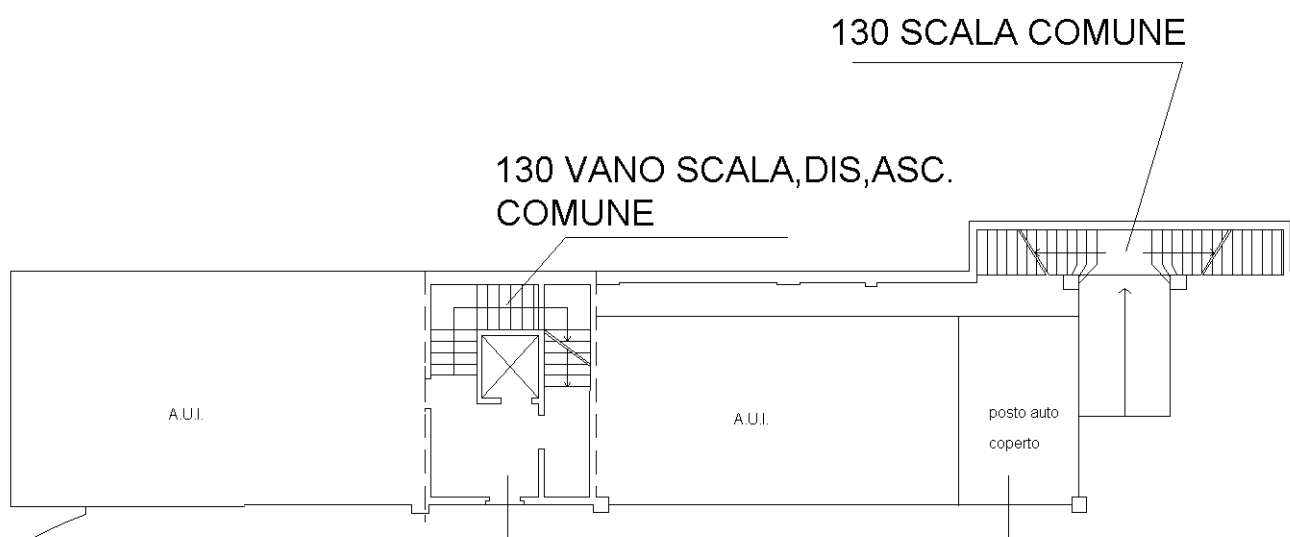 130 SCALA COMUNE
130 VANO SCALA,DIS,ASC.
COMUNE
A.U.I.
A.U.I.
posto auto
coperto